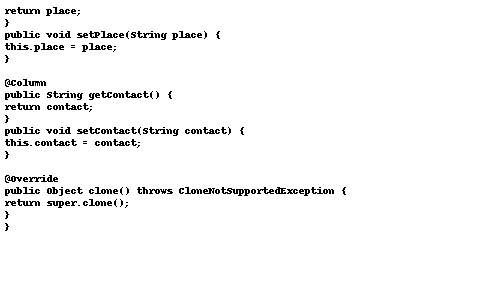 return place;
}
public void setPlace(String place) {
this.place = place;
}
@Column
public String getContact() {
return contact;
}
public void setContact(String contact) {
this.contact = contact;
}
@Override
public Object clone() throws CloneNotSupportedException {
return super.clone();
}
}